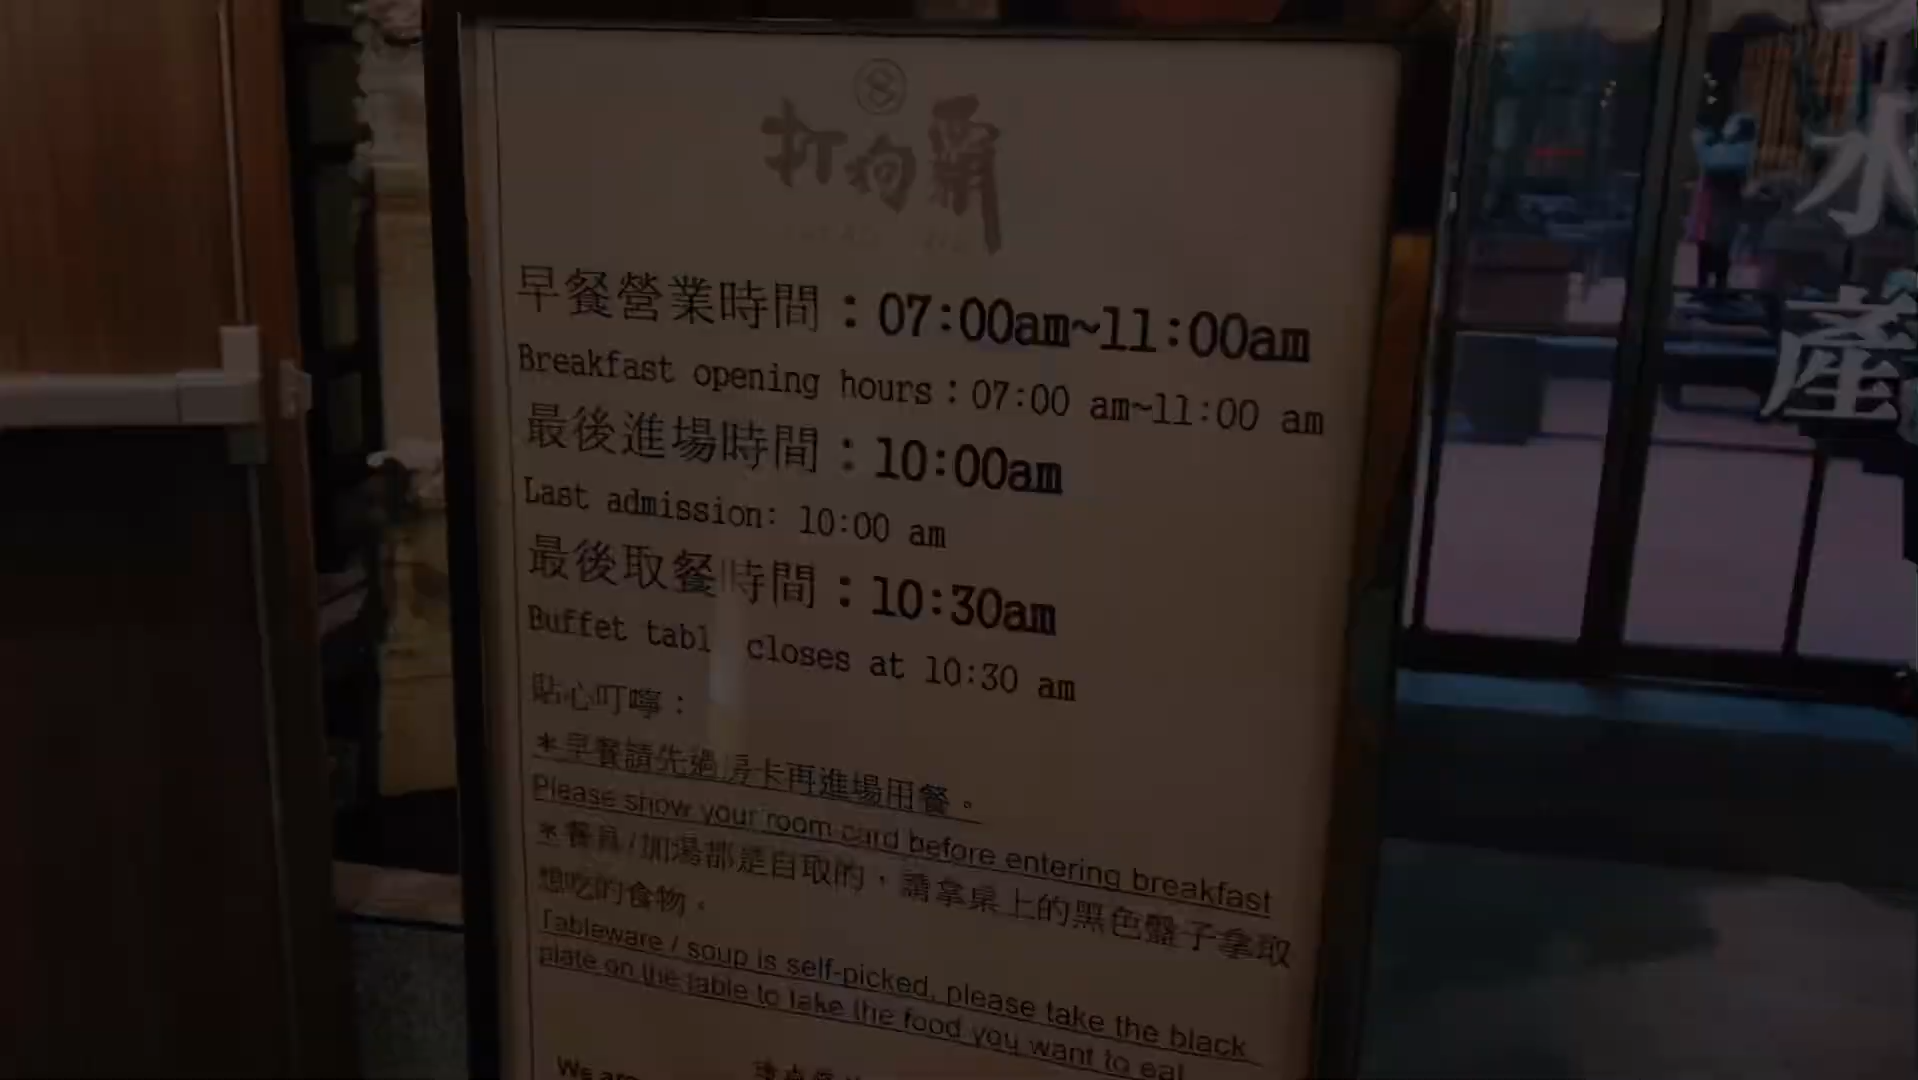 打狗霸
早餐營業時間：07:00am~11:00am
Breakfast opening hours：07:00 am~11:00 am
最後進場時間：10:00am
Last admission: 10:00 am
最後取餐時間：10:30am
Buffet tabl closes at 10:30 am
貼心叮嚀：
＊早餐請先過房卡再進場用餐。
Please show your room card before entering breakfast
＊餐具/加湯都是自取的，請拿桌上的黑色盤子拿取
想吃的食物。
Tableware / soup is self-picked, please take the black
plate on the table to take the food you want to eat
We are
水
產